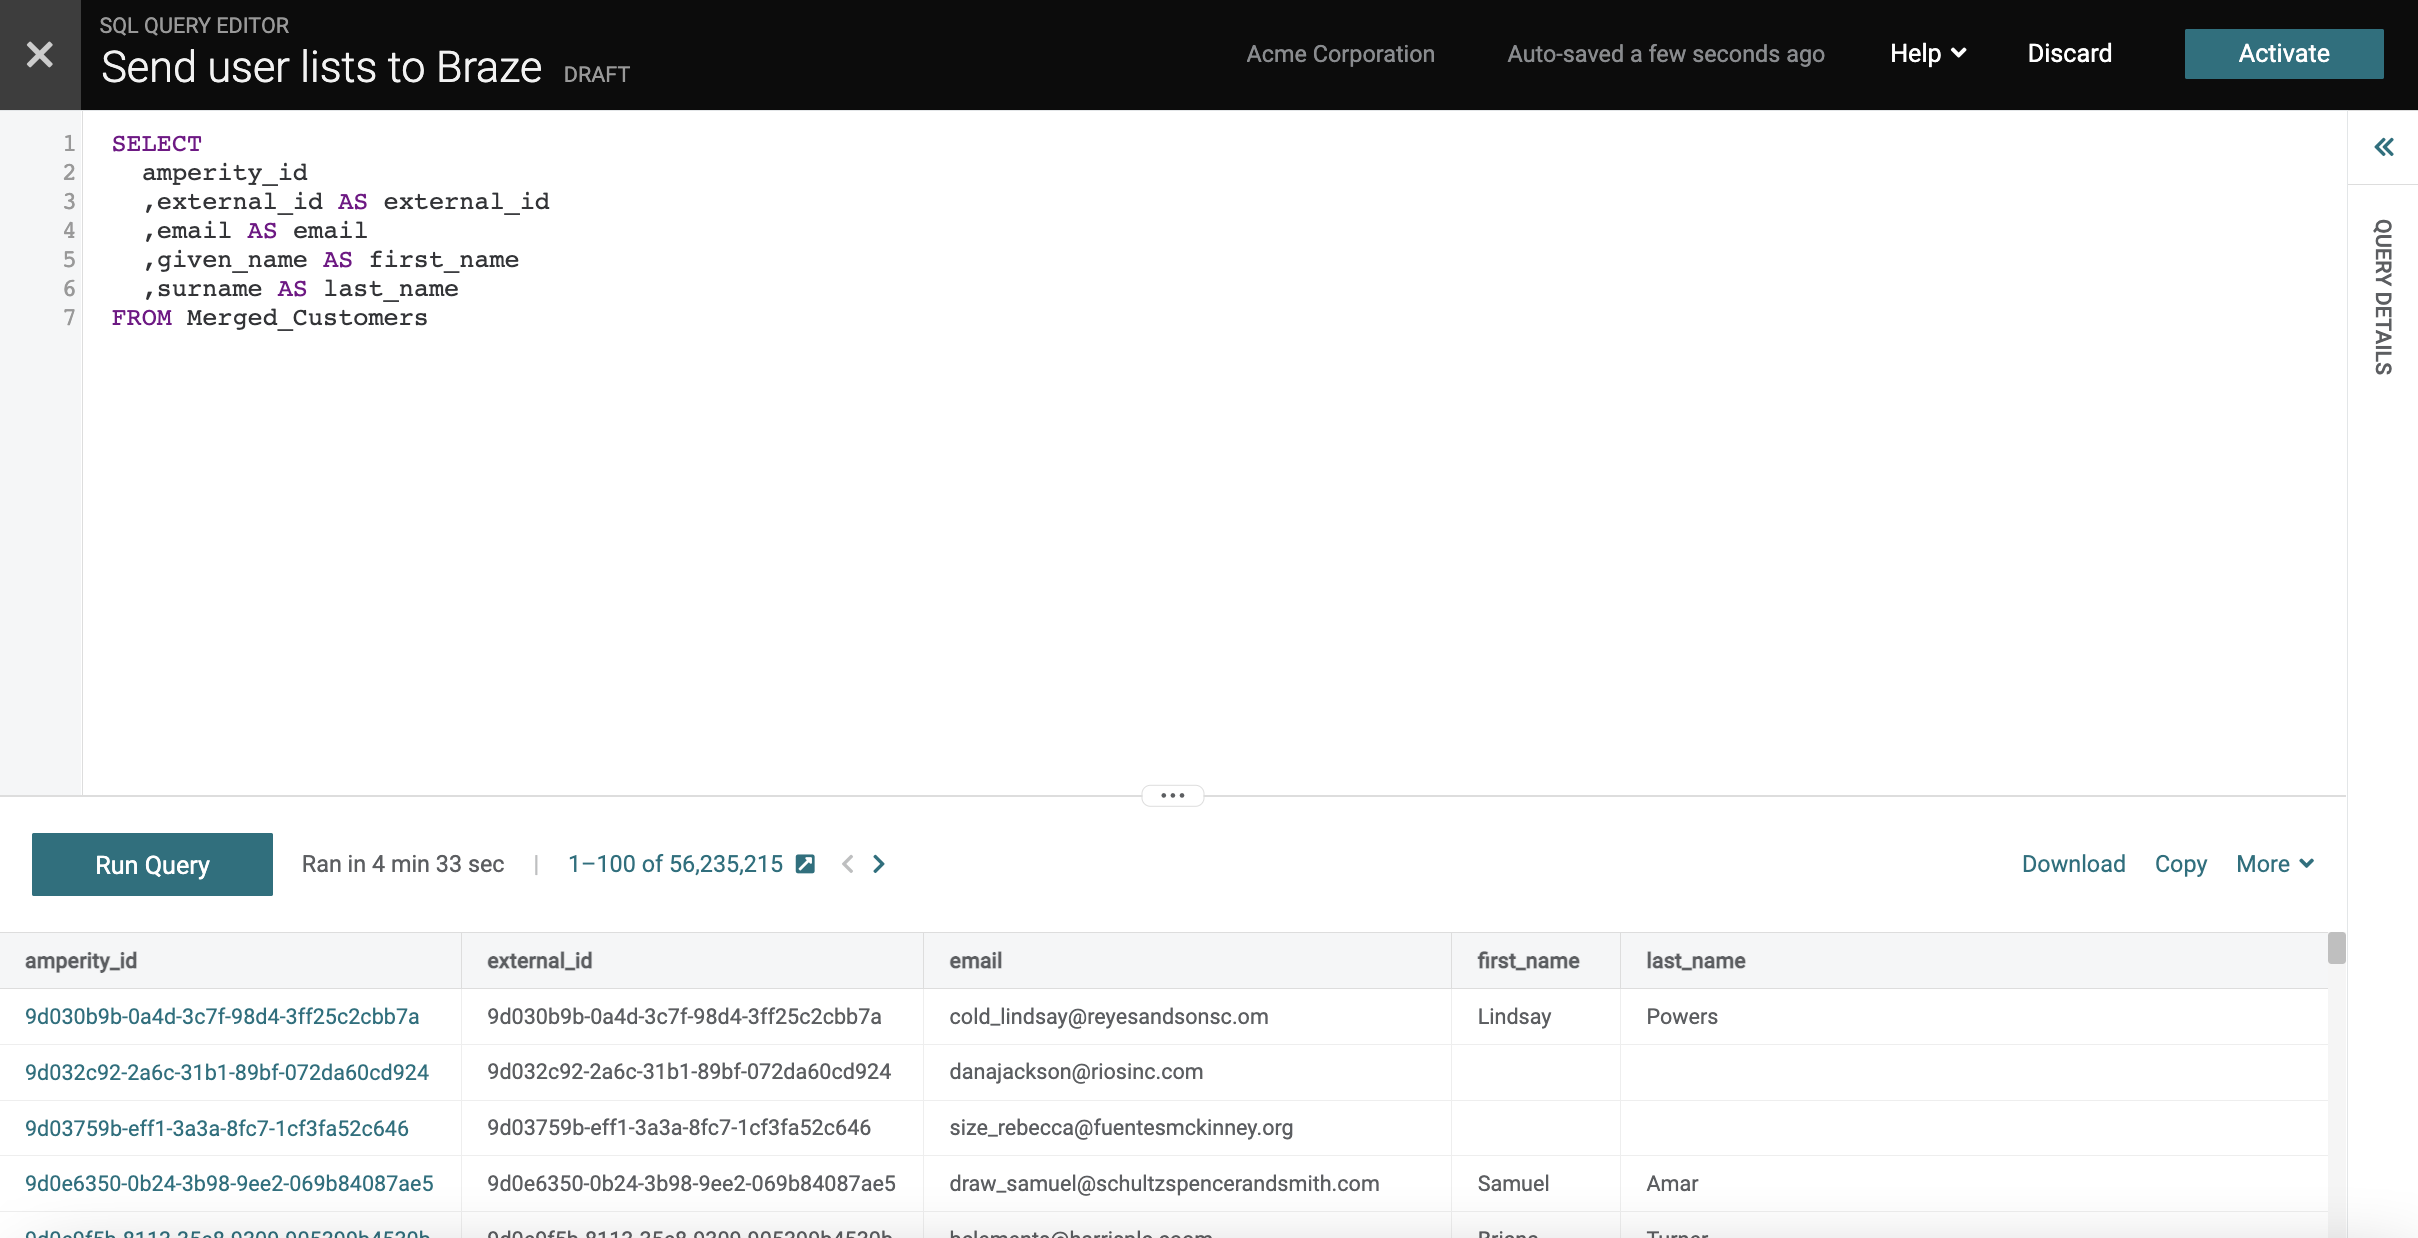 SQL QUERY EDITOR
Send user lists to Braze DRAFT
Acme Corporation
Auto-saved a few seconds ago
Help
Discard
Activate
1 SELECT
2 amperity_id
3 ,external_id AS external_id
4 ,email AS email
5 ,given_name AS first_name
6 ,surname AS last_name
7 FROM Merged_Customers
QUERY DETAILS
Run Query Ran in 4 min 33 sec | 1–100 of 56,235,215 Download Copy More
amperity_id external_id email first_name last_name
9d030b9b-0a4d-3c7f-98d4-3ff25c2cbb7a 9d030b9b-0a4d-3c7f-98d4-3ff25c2cbb7a cold_lindsay@reyesandsonsc.om Lindsay Powers
9d032c92-2a6c-31b1-89bf-072da60cd924 9d032c92-2a6c-31b1-89bf-072da60cd924 danajackson@riosinc.com
9d03759b-eff1-3a3a-8fc7-1cf3fa52c646 9d03759b-eff1-3a3a-8fc7-1cf3fa52c646 size_rebecca@fuentesmckinney.org
9d0e6350-0b24-3b98-9ee2-069b84087ae5 9d0e6350-0b24-3b98-9ee2-069b84087ae5 draw_samuel@schultzspencerandsmith.com Samuel Amar